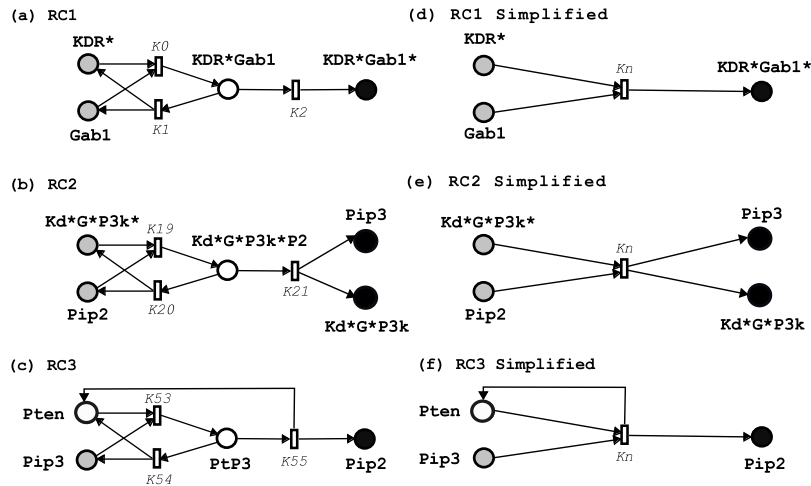 (a) RC1
KDR*
K0
KDR*Gab1
KDR*Gab1*
Gab1
K1
K2
(d) RC1 Simplified
KDR*
Kn
KDR*Gab1*
Gab1
(b) RC2
Kd*G*P3k*
K19
Kd*G*P3k*P2
Pip3
Pip2
K20
K21
Kd*G*P3k
(e) RC2 Simplified
Kd*G*P3k*
Kn
Pip3
Pip2
Kd*G*P3k
(c) RC3
Pten
K53
Pip3
K54
PtP3
K55
Pip2
(f) RC3 Simplified
Pten
Pip3
Kn
Pip2